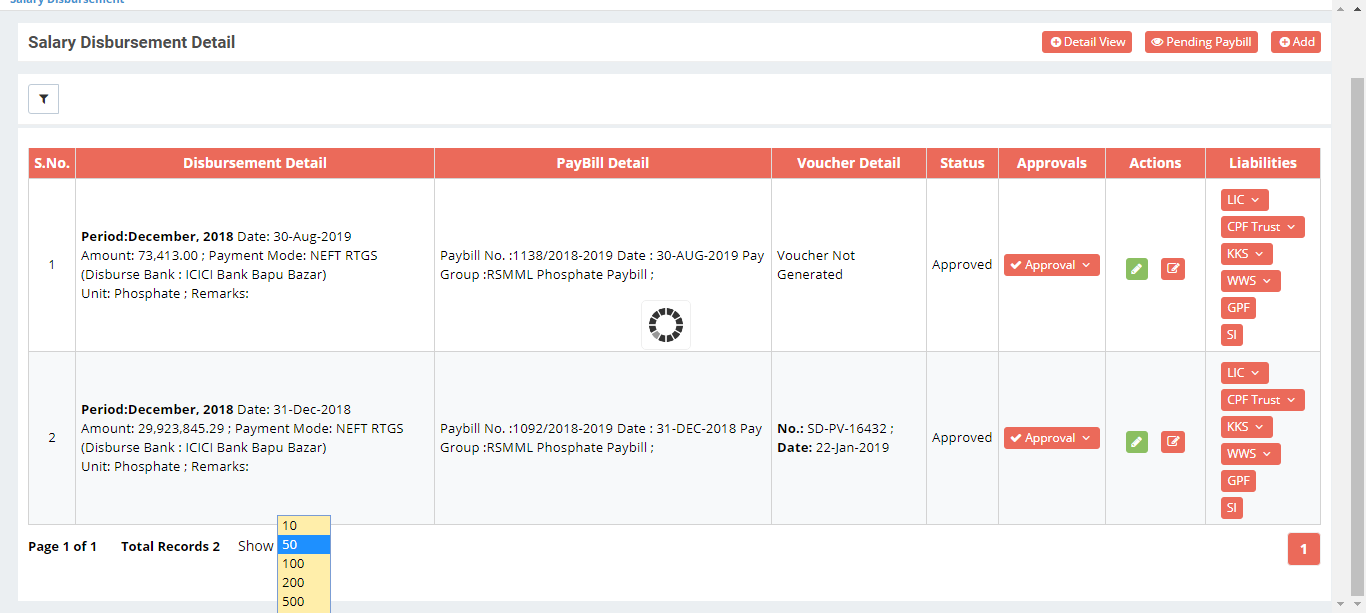 Salary Disbursement
Salary Disbursement Detail
Detail View
Pending Paybill
Add
S.No.
Disbursement Detail
PayBill Detail
Voucher Detail
Status
Approvals
Actions
Liabilities
1
Period:December, 2018 Date: 30-Aug-2019
Amount: 73,413.00 ; Payment Mode: NEFT RTGS
(Disburse Bank : ICICI Bank Bapu Bazar)
Unit: Phosphate ; Remarks:
Paybill No. :1138/2018-2019 Date : 30-AUG-2019 Pay
Group :RSMML Phosphate Paybill ;
Voucher Not
Generated
Approved
Approval
LIC
CPF Trust
KKS
WWS
GPF
SI
2
Period:December, 2018 Date: 31-Dec-2018
Amount: 29,923,845.29 ; Payment Mode: NEFT RTGS
(Disburse Bank : ICICI Bank Bapu Bazar)
Unit: Phosphate ; Remarks:
Paybill No. :1092/2018-2019 Date : 31-DEC-2018 Pay
Group :RSMML Phosphate Paybill ;
No.: SD-PV-16432 ;
Date: 22-Jan-2019
Approved
Approval
LIC
CPF Trust
KKS
WWS
GPF
SI
Page 1 of 1
Total Records 2
Show
10
50
100
200
500
1